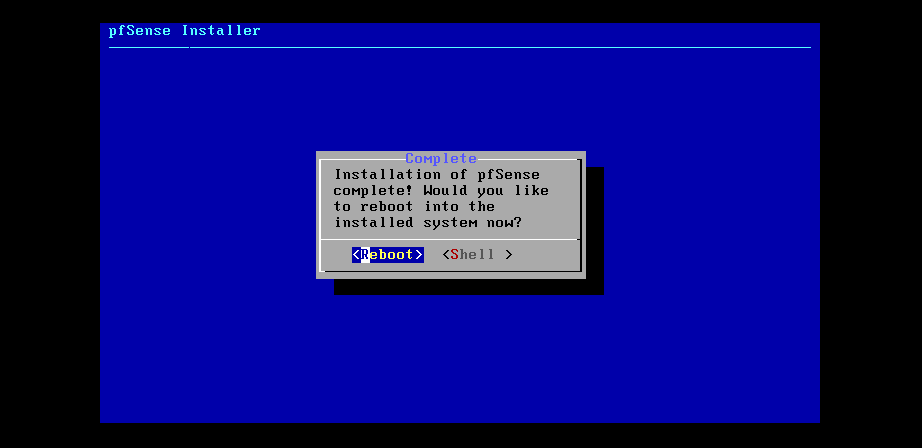 pfSense Installer
Complete
Installation of pfSense
complete! Would you like
to reboot into the
installed system now?
<Reboot> <Shell >